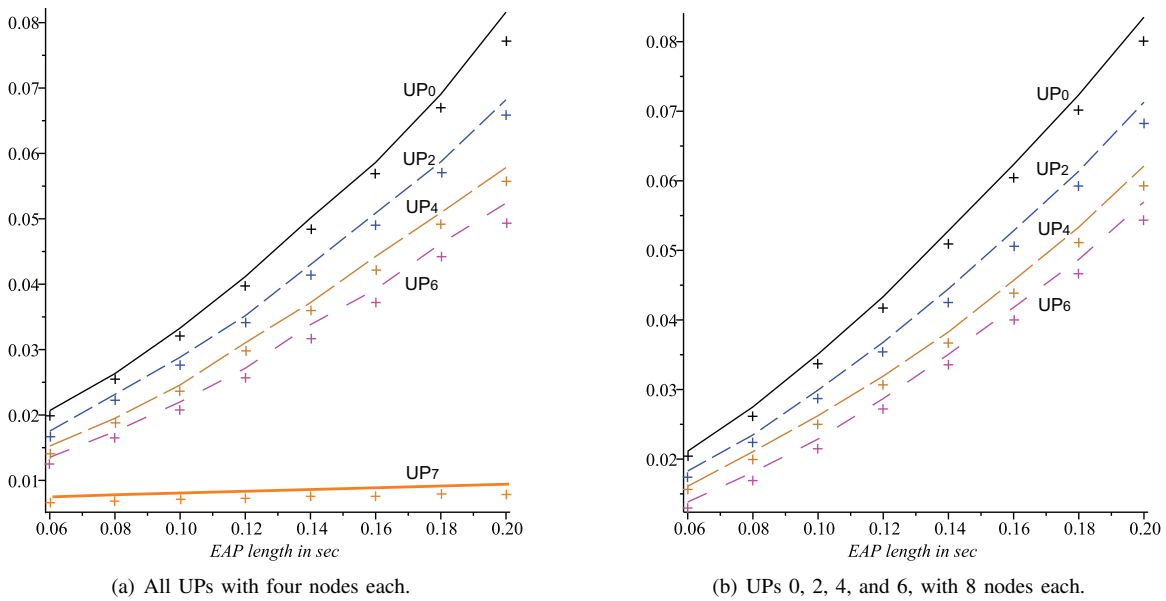 0.08
0.07
0.06
0.05
0.04
0.03
0.02
0.01
UP0
UP2
UP4
UP6
UP7
0.06 0.08 0.10 0.12 0.14 0.16 0.18 0.20
EAP length in sec
(a) All UPs with four nodes each.
0.08
0.07
0.06
0.05
0.04
0.03
0.02
UP0
UP2
UP4
UP6
0.06 0.08 0.10 0.12 0.14 0.16 0.18 0.20
EAP length in sec
(b) UPs 0, 2, 4, and 6, with 8 nodes each.